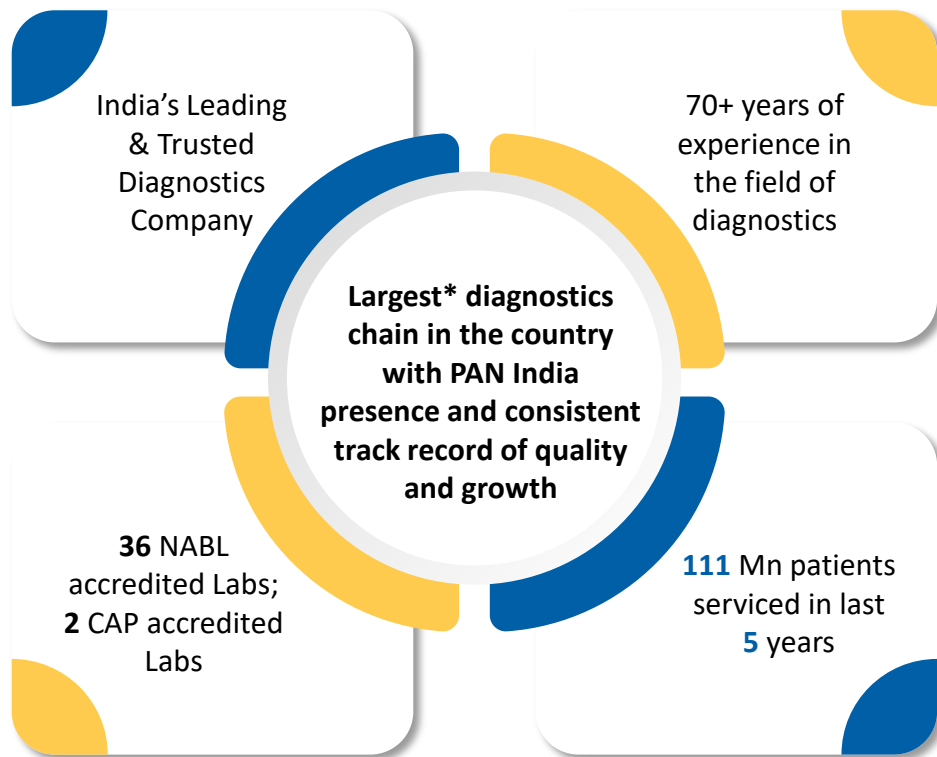 India’s Leading
& Trusted
Diagnostics
Company
70+ years of
experience in
the field of
diagnostics
Largest* diagnostics
chain in the country
with PAN India
presence and consistent
track record of quality
and growth
36 NABL
accredited Labs;
2 CAP accredited
Labs
111 Mn patients
serviced in last
5 years